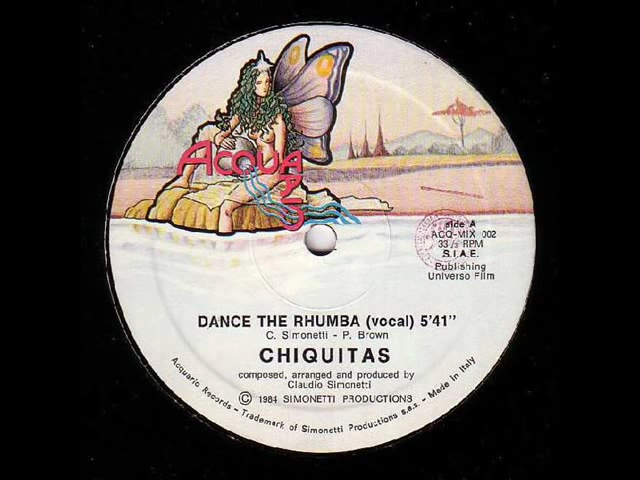 ACQUA
side A
ACQ-MIX 002
33⅓ RPM
S.I.A.E.
Publishing
Universo Film
DANCE THE RHUMBA (vocal) 5'41"
C. Simonetti - P. Brown
CHIQUITAS
composed, arranged and produced by
Claudio Simonetti
© 1984 SIMONETTI PRODUCTIONS
Acquario Records - Trademark of Simonetti Productions s.a.s. - Made in Italy